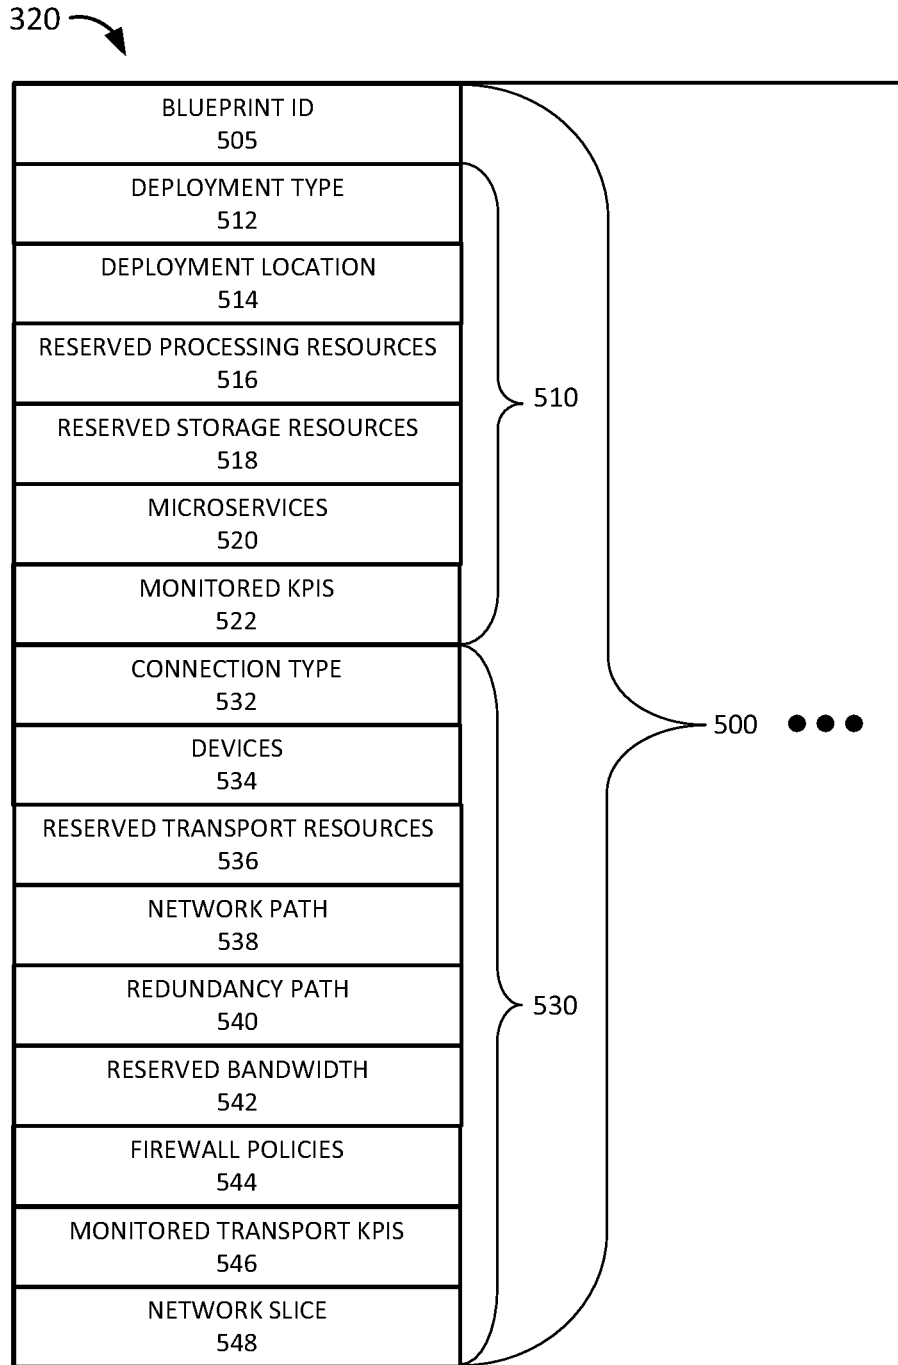 320
BLUEPRINT ID
505
DEPLOYMENT TYPE
512
DEPLOYMENT LOCATION
514
RESERVED PROCESSING RESOURCES
516
510
RESERVED STORAGE RESOURCES
518
MICROSERVICES
520
MONITORED KPIS
522
CONNECTION TYPE
532
500
DEVICES
534
RESERVED TRANSPORT RESOURCES
536
NETWORK PATH
538
REDUNDANCY PATH
540
530
RESERVED BANDWIDTH
542
FIREWALL POLICIES
544
MONITORED TRANSPORT KPIS
546
NETWORK SLICE
548